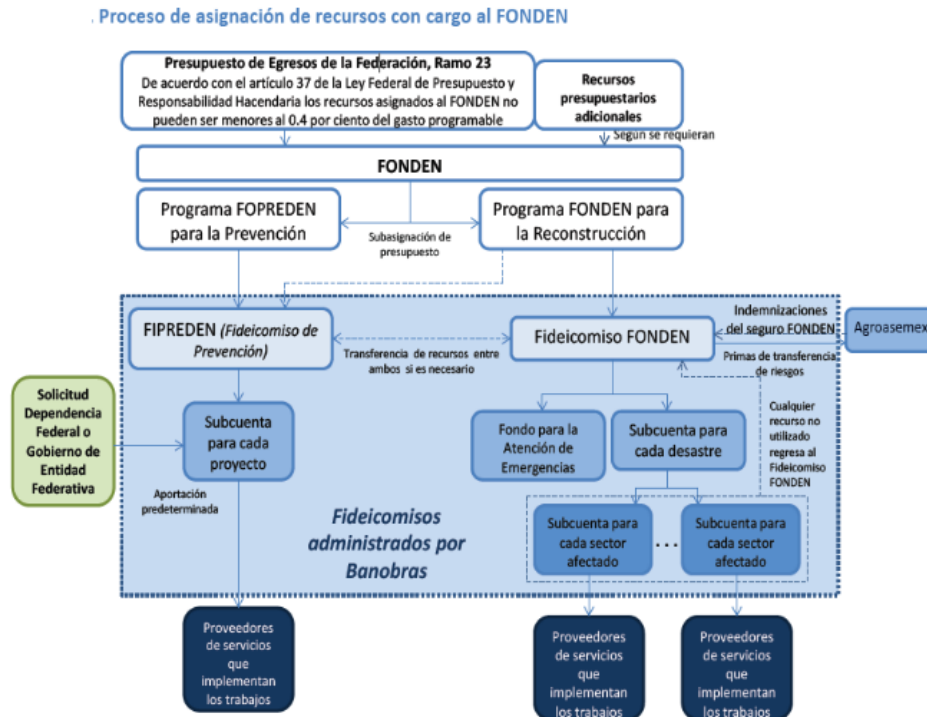 . Proceso de asignación de recursos con cargo al FONDEN
Presupuesto de Egresos de la Federación, Ramo 23
De acuerdo con el artículo 37 de la Ley Federal de Presupuesto y
Responsabilidad Hacendaria los recursos asignados al FONDEN no
pueden ser menores al 0.4 por ciento del gasto programable
Recursos
presupuestarios
adicionales
Según se requieran
FONDEN
Programa FOPREDEN
para la Prevención
Subasignación de
presupuesto
Programa FONDEN para
la Reconstrucción
FIPREDEN (Fideicomiso de
Prevención)
Transferencia de recursos entre
ambos si es necesario
Fideicomiso FONDEN
Indemnizaciones
del seguro FONDEN
Agroasemex
Primas de transferencia
de riesgos
Solicitud
Dependencia
Federal o
Gobierno de
Entidad
Federativa
Subcuenta
para cada
proyecto
Aportación
predeterminada
Fondo para la
Atención de
Emergencias
Subcuenta para
cada desastre
Cualquier
recurso no
utilizado
regresa al
Fideicomiso
FONDEN
Fideicomisos
administrados por
Banobras
Subcuenta para
cada sector
afectado
...
Subcuenta para
cada sector
afectado
Proveedores
de servicios
que
implementan
los trabajos
Proveedores
de servicios
que
implementan
los trabajos
Proveedores
de servicios
que
implementan
los trabajos